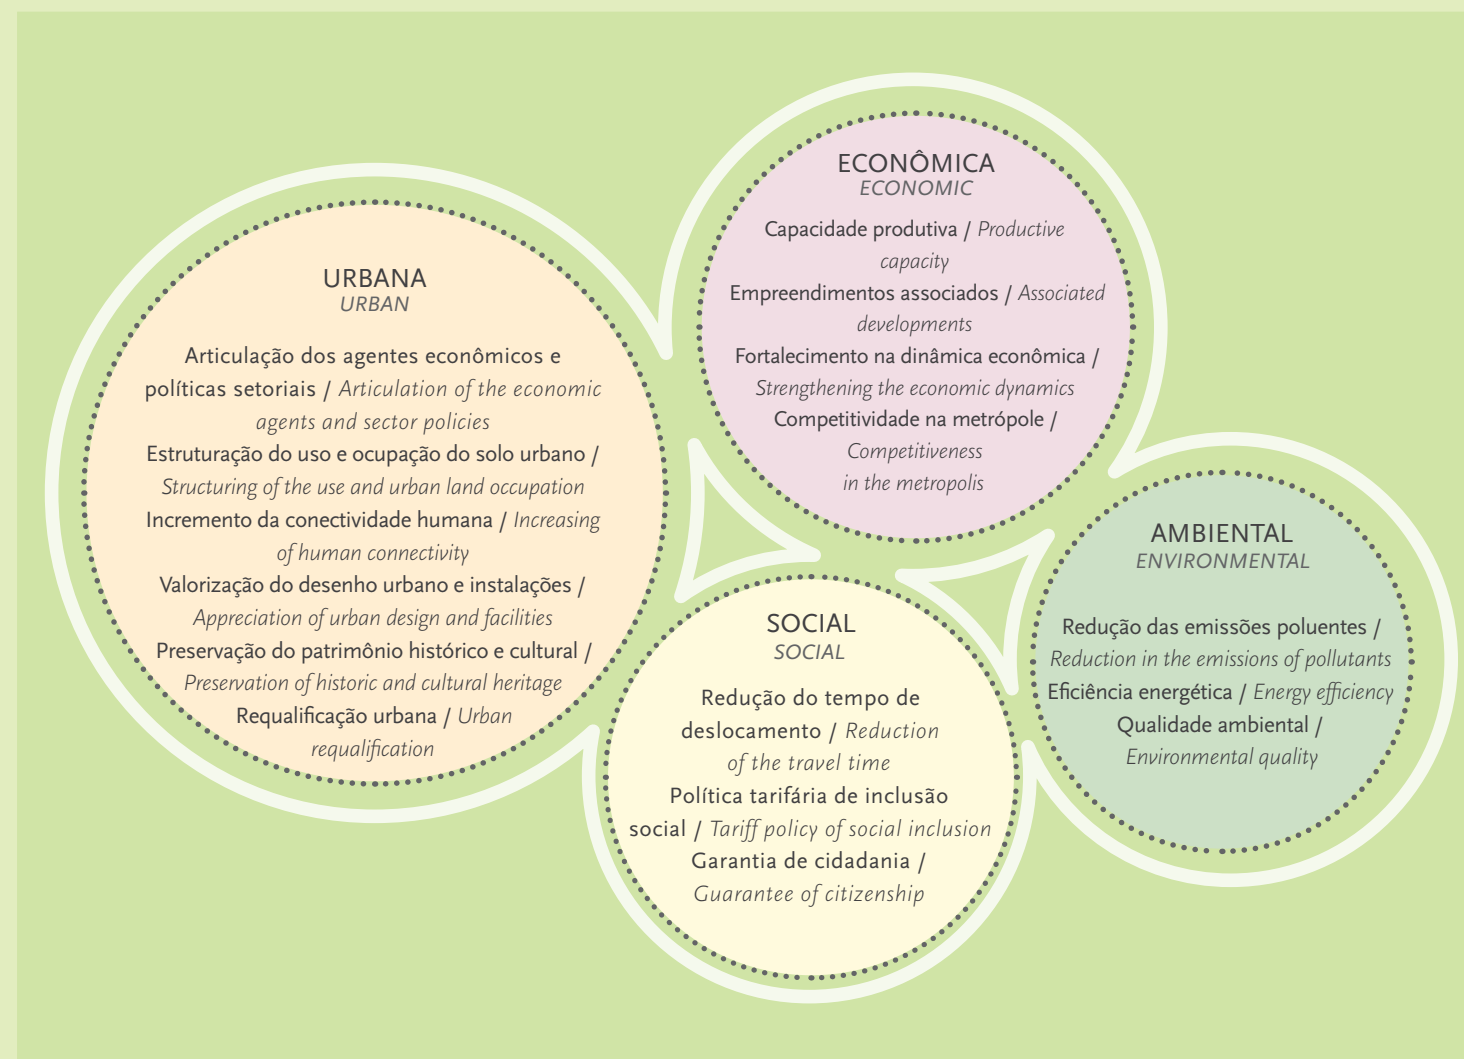 URBANA
URBAN
Articulação dos agentes econômicos e
políticas setoriais / Articulation of the economic
agents and sector policies
Estruturação do uso e ocupação do solo urbano /
Structuring of the use and urban land occupation
Incremento da conectividade humana / Increasing
of human connectivity
Valorização do desenho urbano e instalações /
Appreciation of urban design and facilities
Preservação do patrimônio histórico e cultural /
Preservation of historic and cultural heritage
Requalificação urbana / Urban
requalification
ECONÔMICA
ECONOMIC
Capacidade produtiva / Productive
capacity
Empreendimentos associados / Associated
developments
Fortalecimento na dinâmica econômica /
Strengthening the economic dynamics
Competitividade na metrópole /
Competitiveness
in the metropolis
SOCIAL
SOCIAL
Redução do tempo de
deslocamento / Reduction
of the travel time
Política tarifária de inclusão
social / Tariff policy of social inclusion
Garantia de cidadania /
Guarantee of citizenship
AMBIENTAL
ENVIRONMENTAL
Redução das emissões poluentes /
Reduction in the emissions of pollutants
Eficiência energética / Energy efficiency
Qualidade ambiental /
Environmental quality